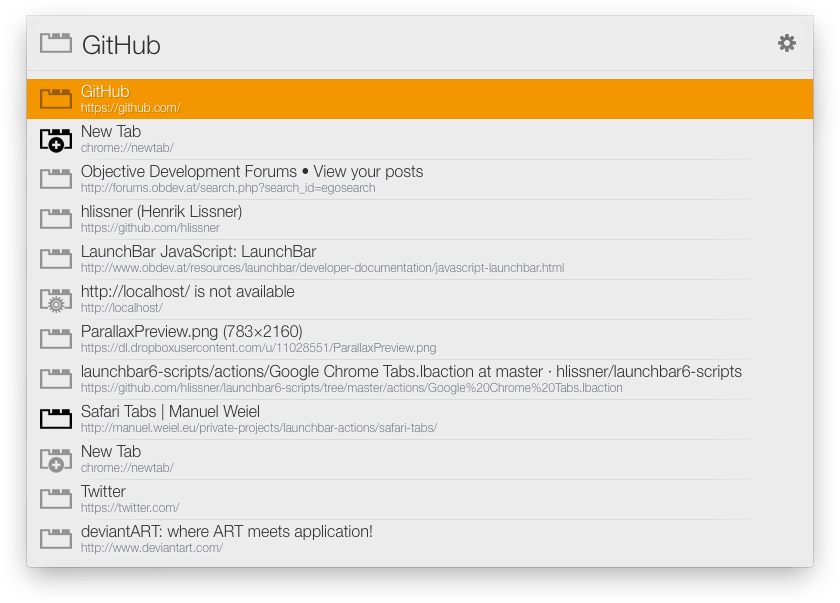 GitHub
GitHub
https://github.com/
New Tab
chrome://newtab/
Objective Development Forums • View your posts
http://forums.obdev.at/search.php?search_id=egosearch
hlissner (Henrik Lissner)
https://github.com/hlissner
LaunchBar JavaScript: LaunchBar
http://www.obdev.at/resources/launchbar/developer-documentation/javascript-launchbar.html
http://localhost/ is not available
http://localhost/
ParallaxPreview.png (783×2160)
https://dl.dropboxusercontent.com/u/11028551/ParallaxPreview.png
launchbar6-scripts/actions/Google Chrome Tabs.lbaction at master · hlissner/launchbar6-scripts
https://github.com/hlissner/launchbar6-scripts/tree/master/actions/Google%20Chrome%20Tabs.lbaction
Safari Tabs | Manuel Weiel
http://manuel.weiel.eu/private-projects/launchbar-actions/safari-tabs/
New Tab
chrome://newtab/
Twitter
https://twitter.com/
deviantART: where ART meets application!
http://www.deviantart.com/